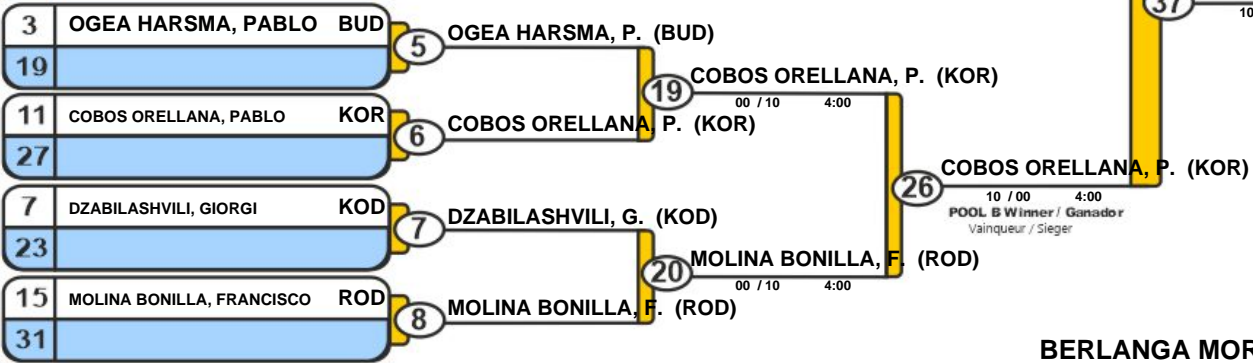 3 OGEA HARSMA, PABLO BUD
19
5 OGEA HARSMA, P. (BUD)
11 COBOS ORELLANA, PABLO KOR
27
6 COBOS ORELLANA, P. (KOR)
19 COBOS ORELLANA, P. (KOR)
00 / 10 4:00
7 DZABILASHVILI, GIORGI KOD
23
7 DZABILASHVILI, G. (KOD)
15 MOLINA BONILLA, FRANCISCO ROD
31
8 MOLINA BONILLA, F. (ROD)
20 MOLINA BONILLA, F. (ROD)
00 / 10 4:00
26 COBOS ORELLANA, P. (KOR)
10 / 00 4:00
POOL B Winner / Ganador
Vainqueur / Sieger
37
10
BERLANGA MOR